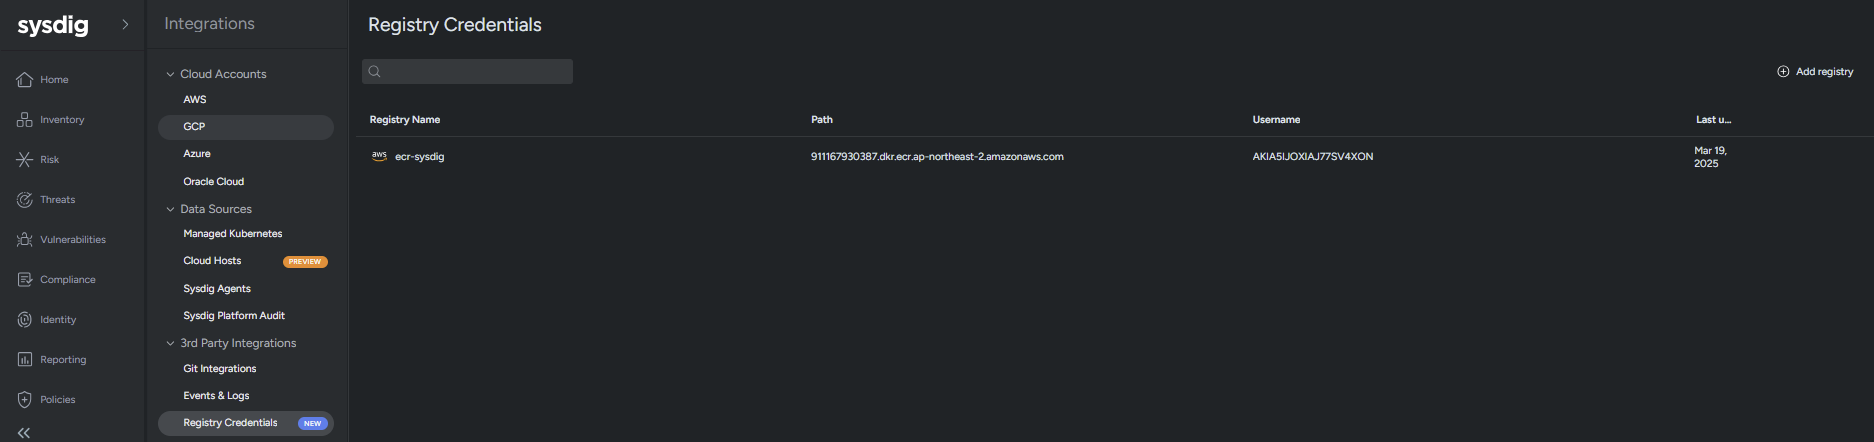 sysdig
Home
Inventory
Risk
Threats
Vulnerabilities
Compliance
Identity
Reporting
Policies
Integrations
Cloud Accounts
AWS
GCP
Azure
Oracle Cloud
Data Sources
Managed Kubernetes
Cloud Hosts PREVIEW
Sysdig Agents
Sysdig Platform Audit
3rd Party Integrations
Git Integrations
Events & Logs
Registry Credentials NEW
Registry Credentials
Add registry
Registry Name Path Username Last u...
aws ecr-sysdig 911167930387.dkr.ecr.ap-northeast-2.amazonaws.com AKIA5IJOXIAJ77SV4XON Mar 19,
2025